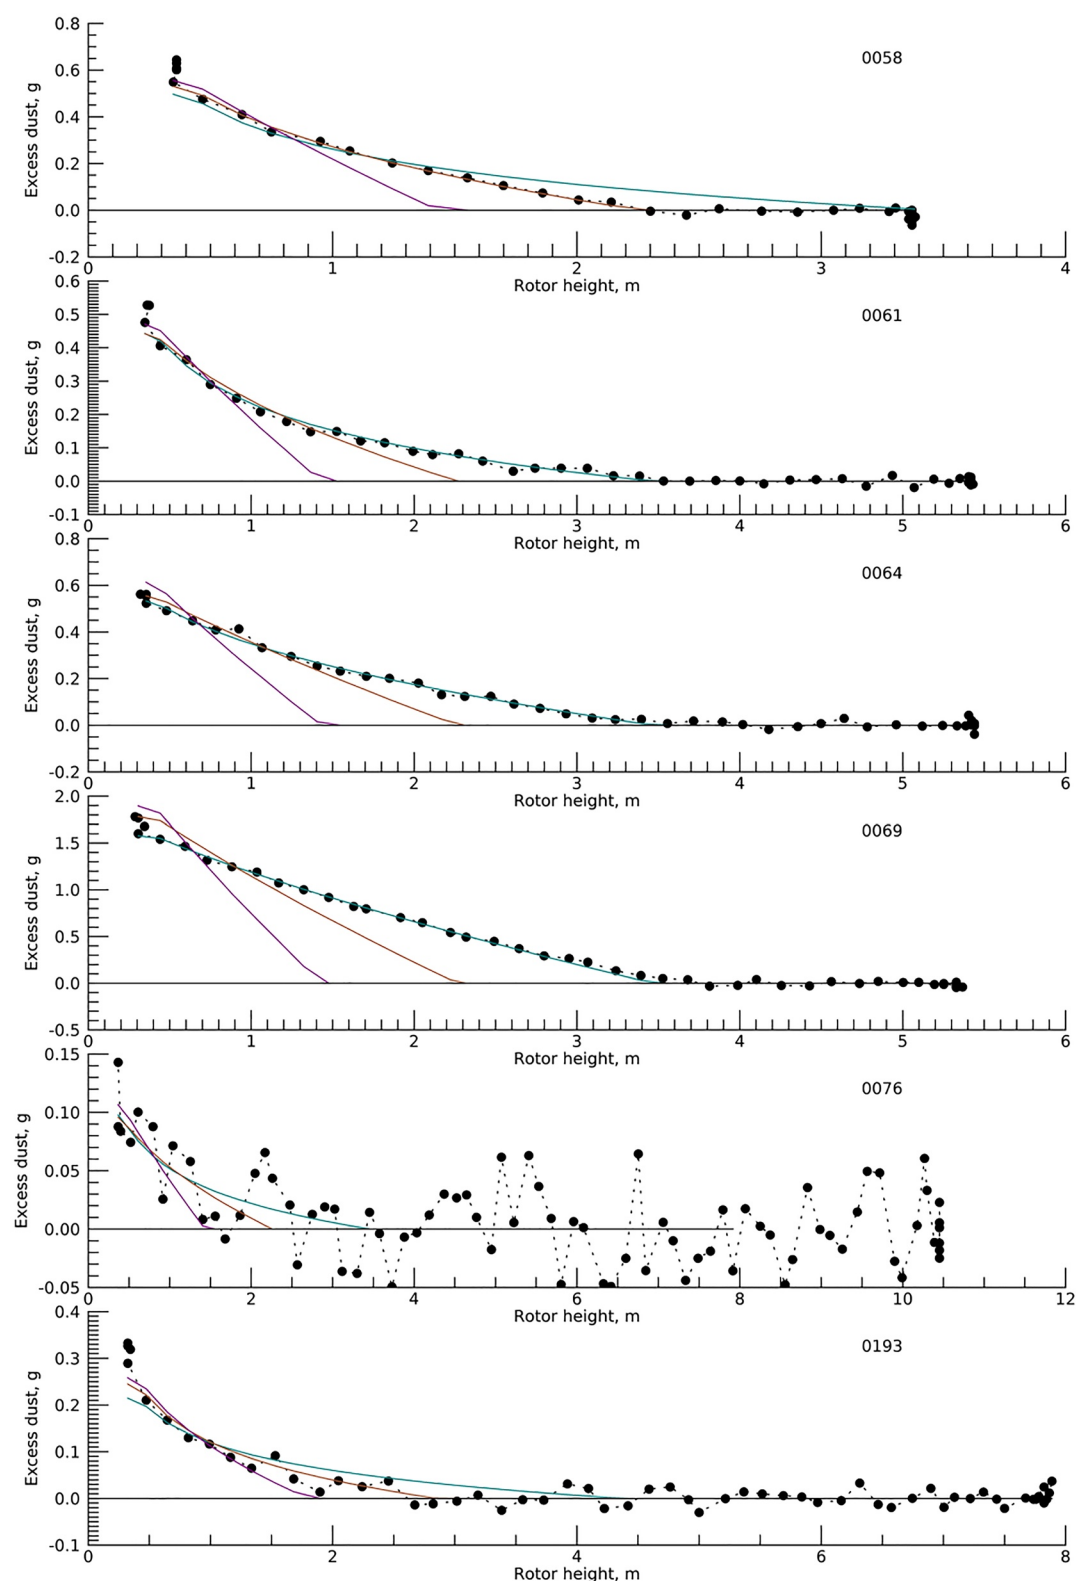 0.8
0058
0.6
0.4
0.2
0.0
-0.2
Excess dust, g
0 1 2 3 4
Rotor height, m
0.6
0061
0.5
0.4
0.3
0.2
0.1
0.0
-0.1
Excess dust, g
0 1 2 3 4 5 6
Rotor height, m
0.8
0064
0.6
0.4
0.2
0.0
-0.2
Excess dust, g
0 1 2 3 4 5 6
Rotor height, m
2.0
0069
1.5
1.0
0.5
0.0
-0.5
Excess dust, g
0 1 2 3 4 5 6
Rotor height, m
0.15
0076
0.10
0.05
0.00
-0.05
Excess dust, g
2 4 6 8 10 12
Rotor height, m
0.4
0193
0.3
0.2
0.1
0.0
-0.1
Excess dust, g
0 2 4 6 8
Rotor height, m